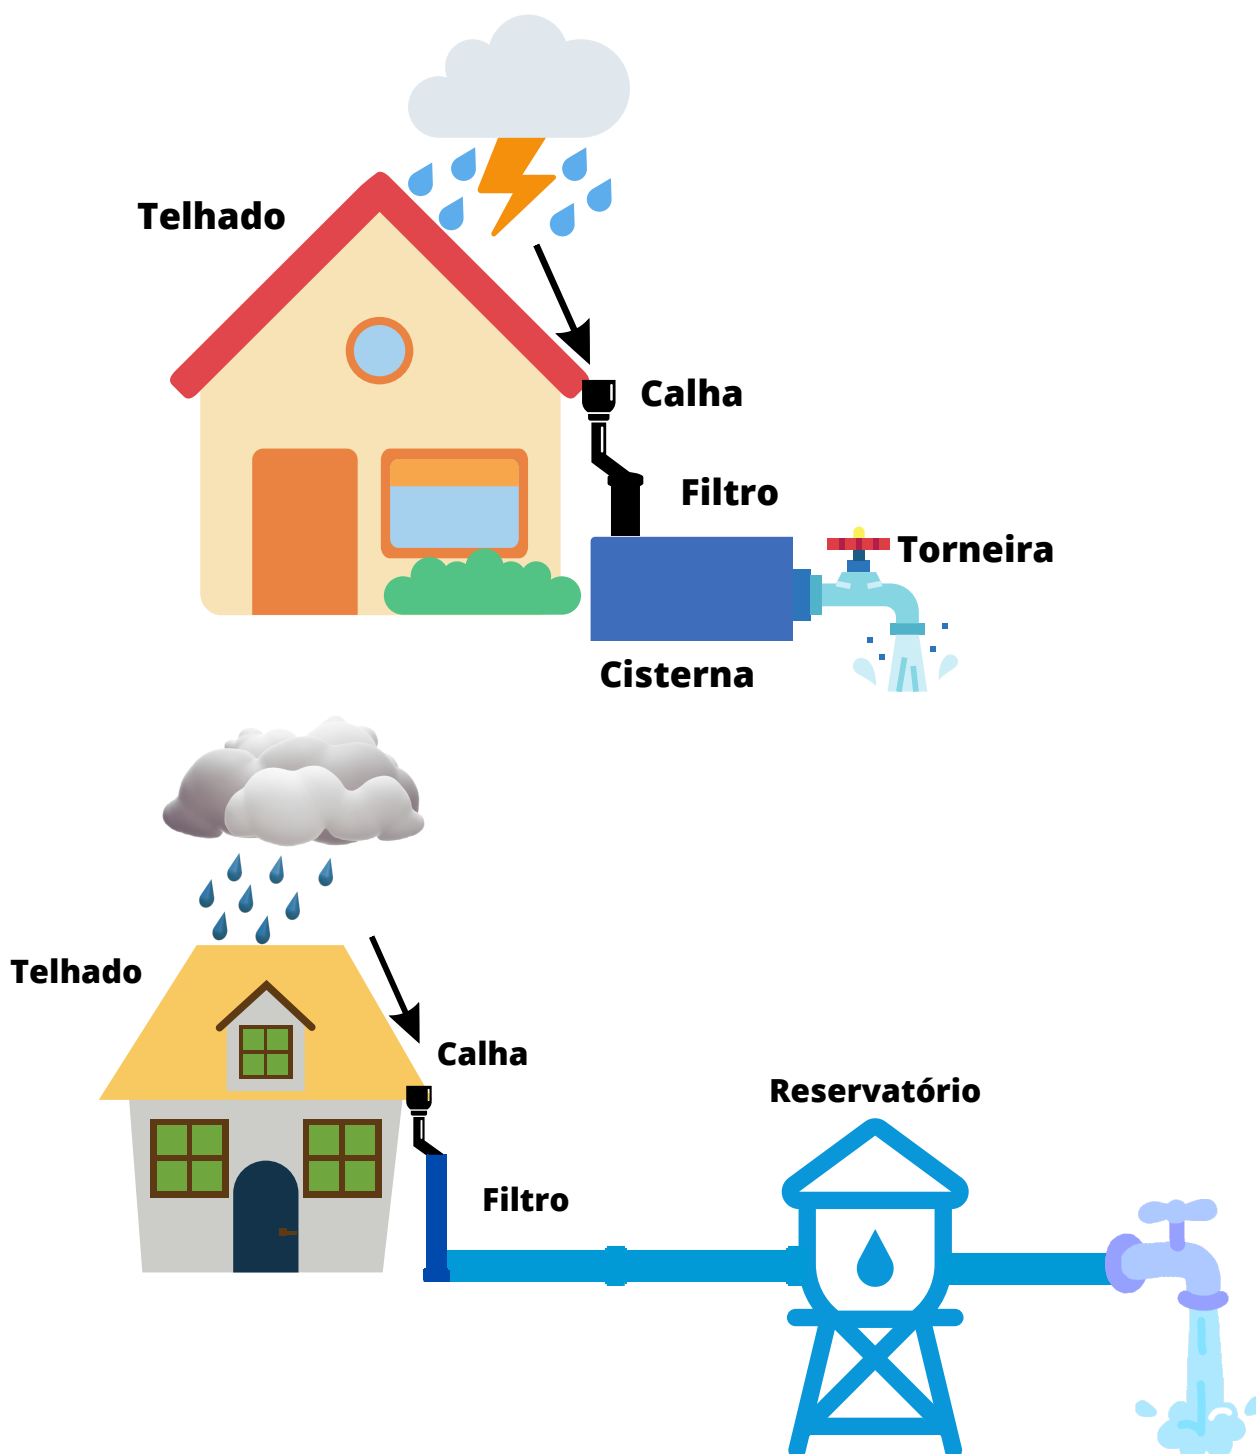 Telhado
Calha
Filtro
Torneira
Cisterna
Telhado
Calha
Reservatório
Filtro